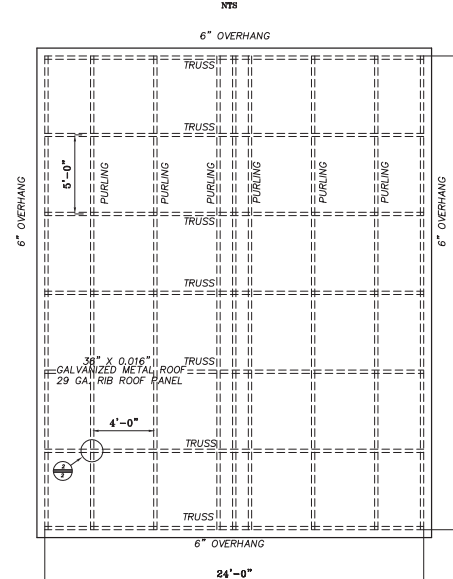 NTS
6" OVERHANG
TRUSS
TRUSS
5'-0"
PURLING
PURLING
PURLING
PURLING
PURLING
PURLING
6" OVERHANG
6" OVERHANG
TRUSS
TRUSS
TRUSS
36" X 0.016"
GALVANIZED METAL ROOF
29 GA. RIB ROOF PANEL
4'-0"
TRUSS
2
2
TRUSS
6" OVERHANG
24'-0"